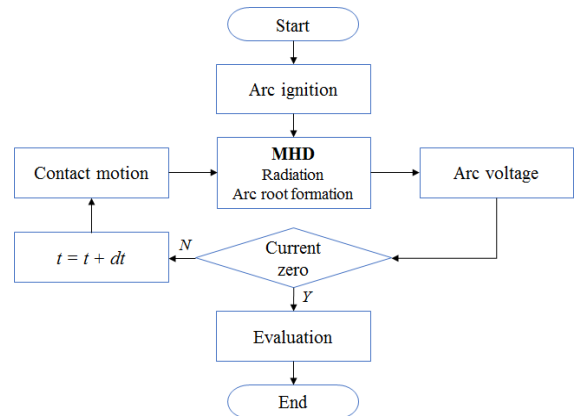 Start
Arc ignition
Contact motion
MHD
Radiation
Arc root formation
Arc voltage
t = t + dt
N
Current
zero
Y
Evaluation
End